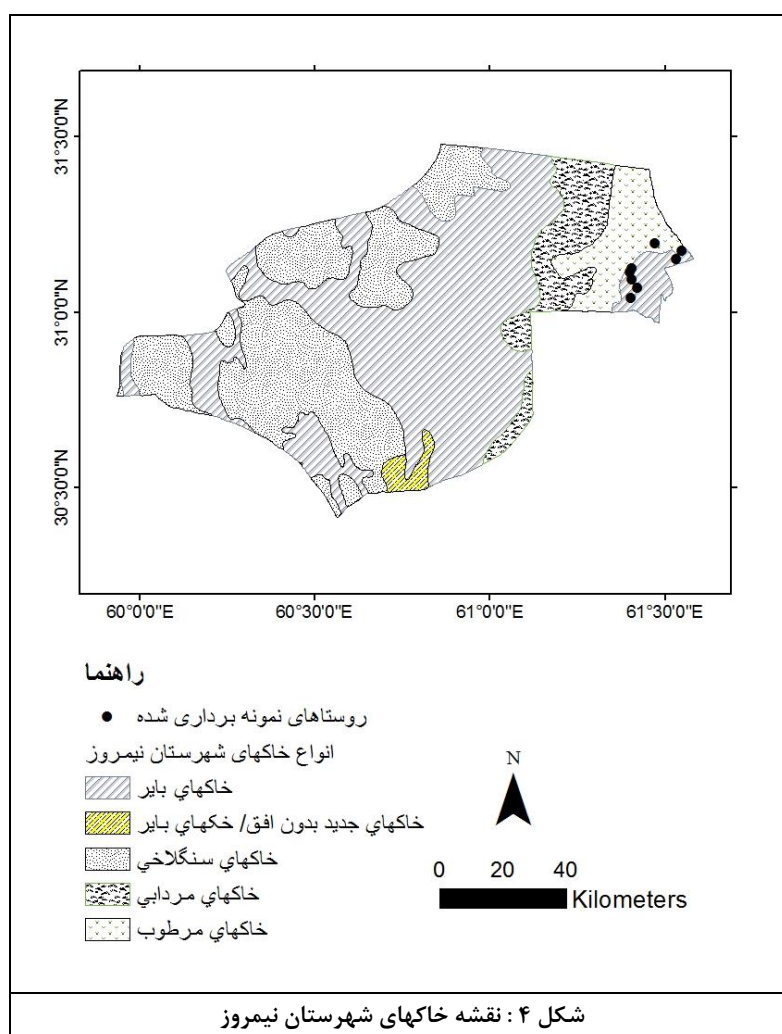 31°30'0"N
31°0'0"N
30°30'0"N
60°0'0"E
60°30'0"E
61°0'0"E
61°30'0"E
راهنما
روستاهای نمونه برداری شده
انواع خاکهای شهرستان نیمروز
خاکهاي باير
خاکهاي جديد بدون افق/ خکهاي باير
خاکهاي سنگلاخي
خاکهاي مردابي
خاکهاي مرطوب
N
0 20 40
Kilometers
شکل ۴ : نقشه خاکهای شهرستان نیمروز